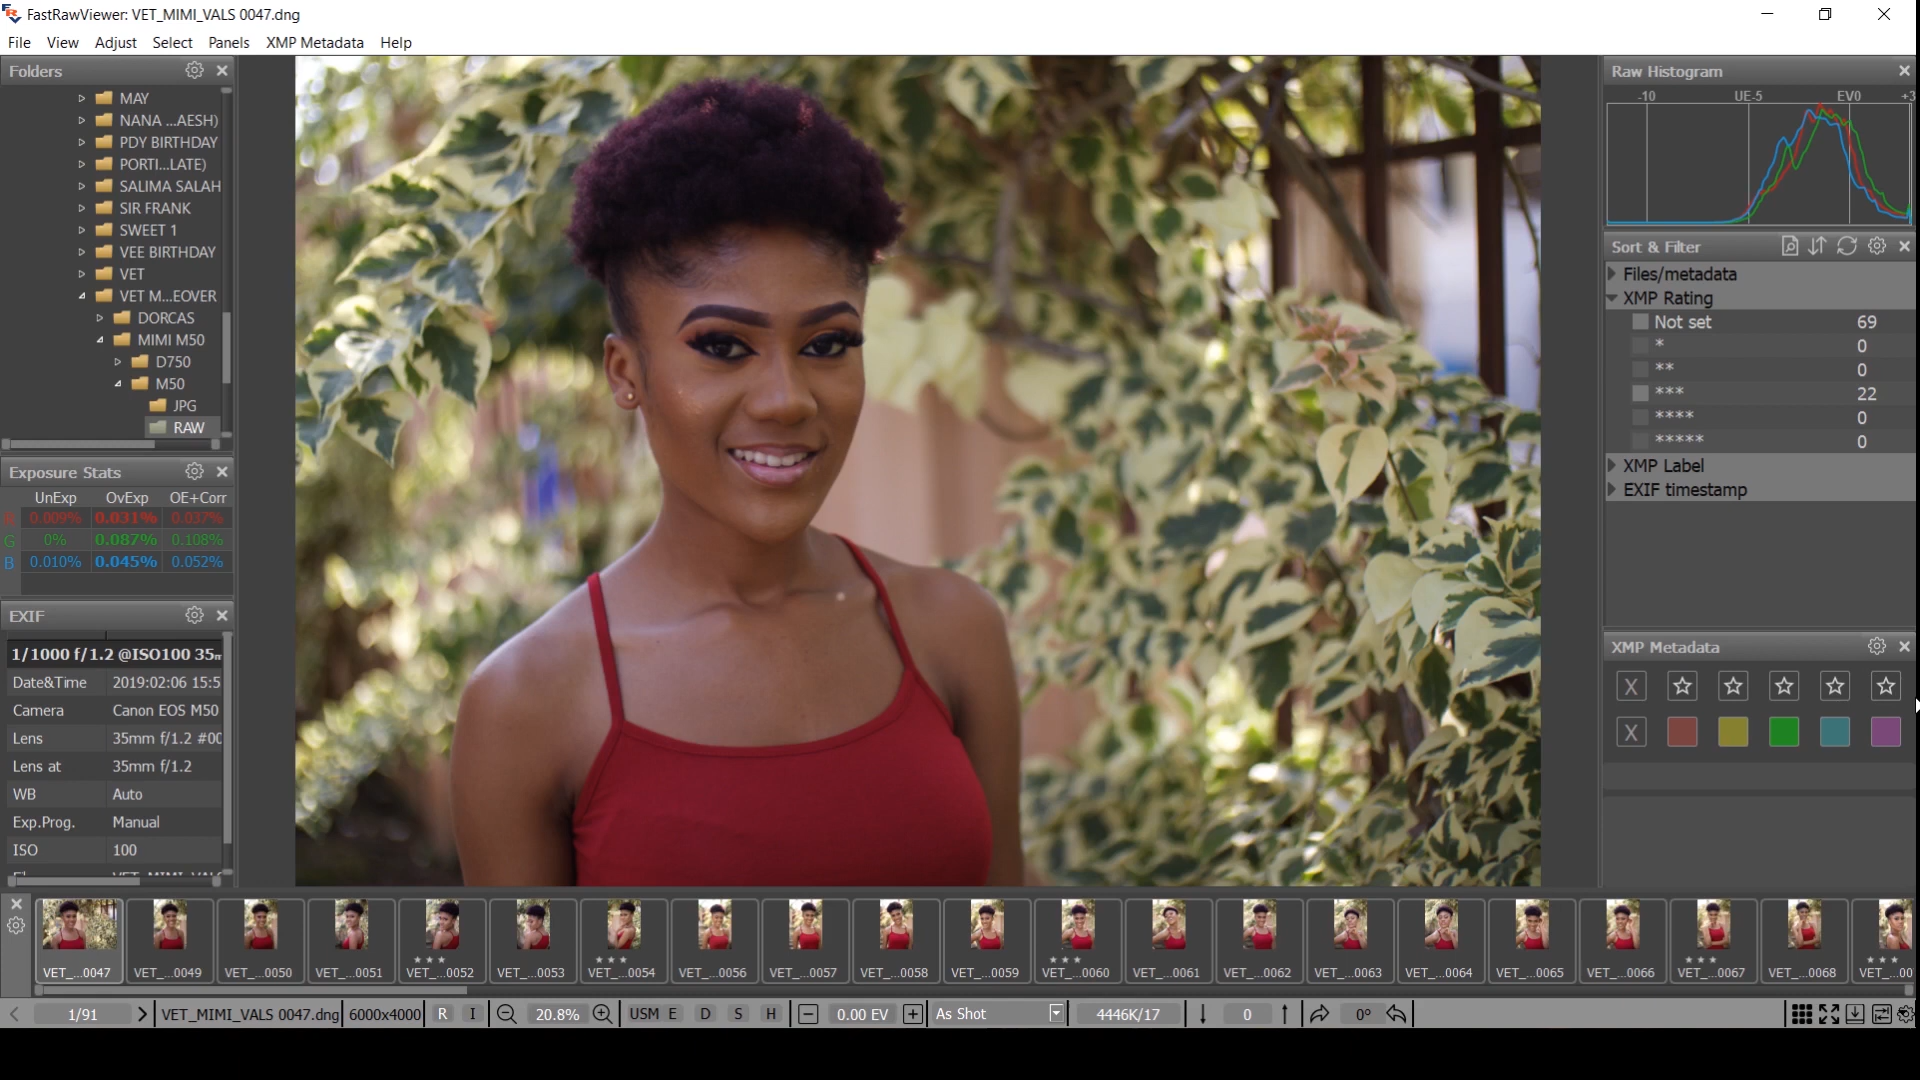 FastRawViewer: VET_MIMI_VALS 0047.dng
File View Adjust Select Panels XMP Metadata Help
Folders
MAY
NANA ...AESH)
PDY BIRTHDAY
PORTI...LATE)
SALIMA SALAH
SIR FRANK
SWEET 1
VEE BIRTHDAY
VET
VET M...EOVER
DORCAS
MIMI M50
D750
M50
JPG
RAW
Exposure Stats
UnExp OvExp OE+Corr
R 0.009% 0.031% 0.037%
G 0% 0.087% 0.108%
B 0.010% 0.045% 0.052%
EXIF
1/1000 f/1.2 @ISO100 35m
Date&Time 2019:02:06 15:5
Camera Canon EOS M50
Lens 35mm f/1.2 #00
Lens at 35mm f/1.2
WB Auto
Exp.Prog. Manual
ISO 100
Raw Histogram
-10 UE-5 EV0 +3
Sort & Filter
Files/metadata
XMP Rating
Not set 69
* 0
** 0
*** 22
**** 0
***** 0
XMP Label
EXIF timestamp
XMP Metadata
X
X
VET_...0047 VET_...0049 VET_...0050 VET_...0051 VET_...0052 VET_...0053 VET_...0054 VET_...0056 VET_...0057 VET_...0058 VET_...0059 VET_...0060 VET_...0061 VET_...0062 VET_...0063 VET_...0064 VET_...0065 VET_...0066 VET_...0067 VET_...0068 VET_...00
1/91 VET_MIMI_VALS 0047.dng 6000x4000 R I 20.8% USM E D S H 0.00 EV As Shot 4446K/17 0 0°